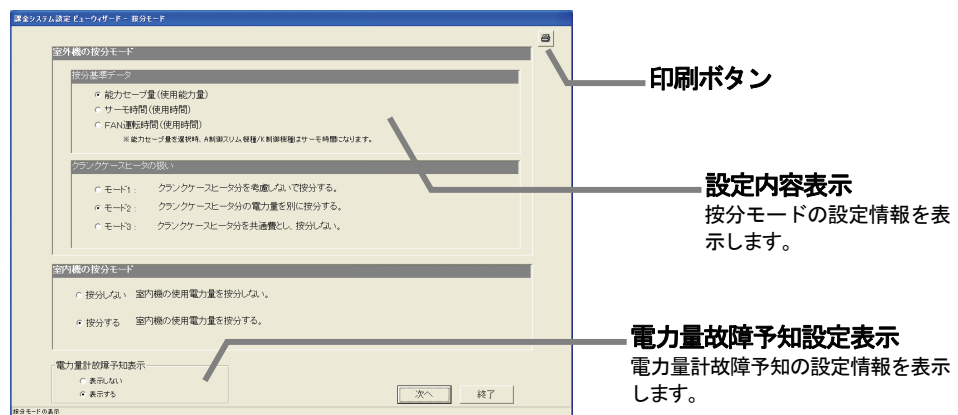 課金システム設定 ビューウィザード - 按分モード
室外機の按分モード
按分基準データ
能力セーブ量(使用能力量)
サーモ時間(使用時間)
FAN運転時間(使用時間)
※能力セーブ量を選択時、A制御スリム機種/K制御機種はサーモ時間になります。
クランクケースヒータの扱い
モード1： クランクケースヒータ分を考慮しないで按分する。
モード2： クランクケースヒータ分の電力量を別に按分する。
モード3： クランクケースヒータ分を共通費とし、按分しない。
室内機の按分モード
按分しない 室内機の使用電力量を按分しない。
按分する 室内機の使用電力量を按分する。
電力量計故障予知表示
表示しない
表示する
次へ 終了
按分モードの表示
印刷ボタン
設定内容表示
按分モードの設定情報を表
示します。
電力量故障予知設定表示
電力量計故障予知の設定情報を表示
します。